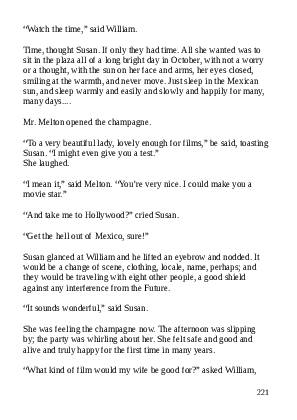 “Watch the time,” said William.
Time, thought Susan. If only they had time. All she wanted was to
sit in the plaza all of a long bright day in October, with not a worry
or a thought, with the sun on her face and arms, her eyes closed,
smiling at the warmth, and never move. Just sleep in the Mexican
sun, and sleep warmly and easily and slowly and happily for many,
many days....
Mr. Melton opened the champagne.
“To a very beautiful lady, lovely enough for films,” be said, toasting
Susan. “I might even give you a test.”
She laughed.
“I mean it,” said Melton. “You’re very nice. I could make you a
movie star.”
“And take me to Hollywood?” cried Susan.
“Get the hell out of Mexico, sure!”
Susan glanced at William and he lifted an eyebrow and nodded. It
would be a change of scene, clothing, locale, name, perhaps; and
they would be traveling with eight other people, a good shield
against any interference from the Future.
“It sounds wonderful,” said Susan.
She was feeling the champagne now. The afternoon was slipping
by; the party was whirling about her. She felt safe and good and
alive and truly happy for the first time in many years.
“What kind of film would my wife be good for?” asked William,
221